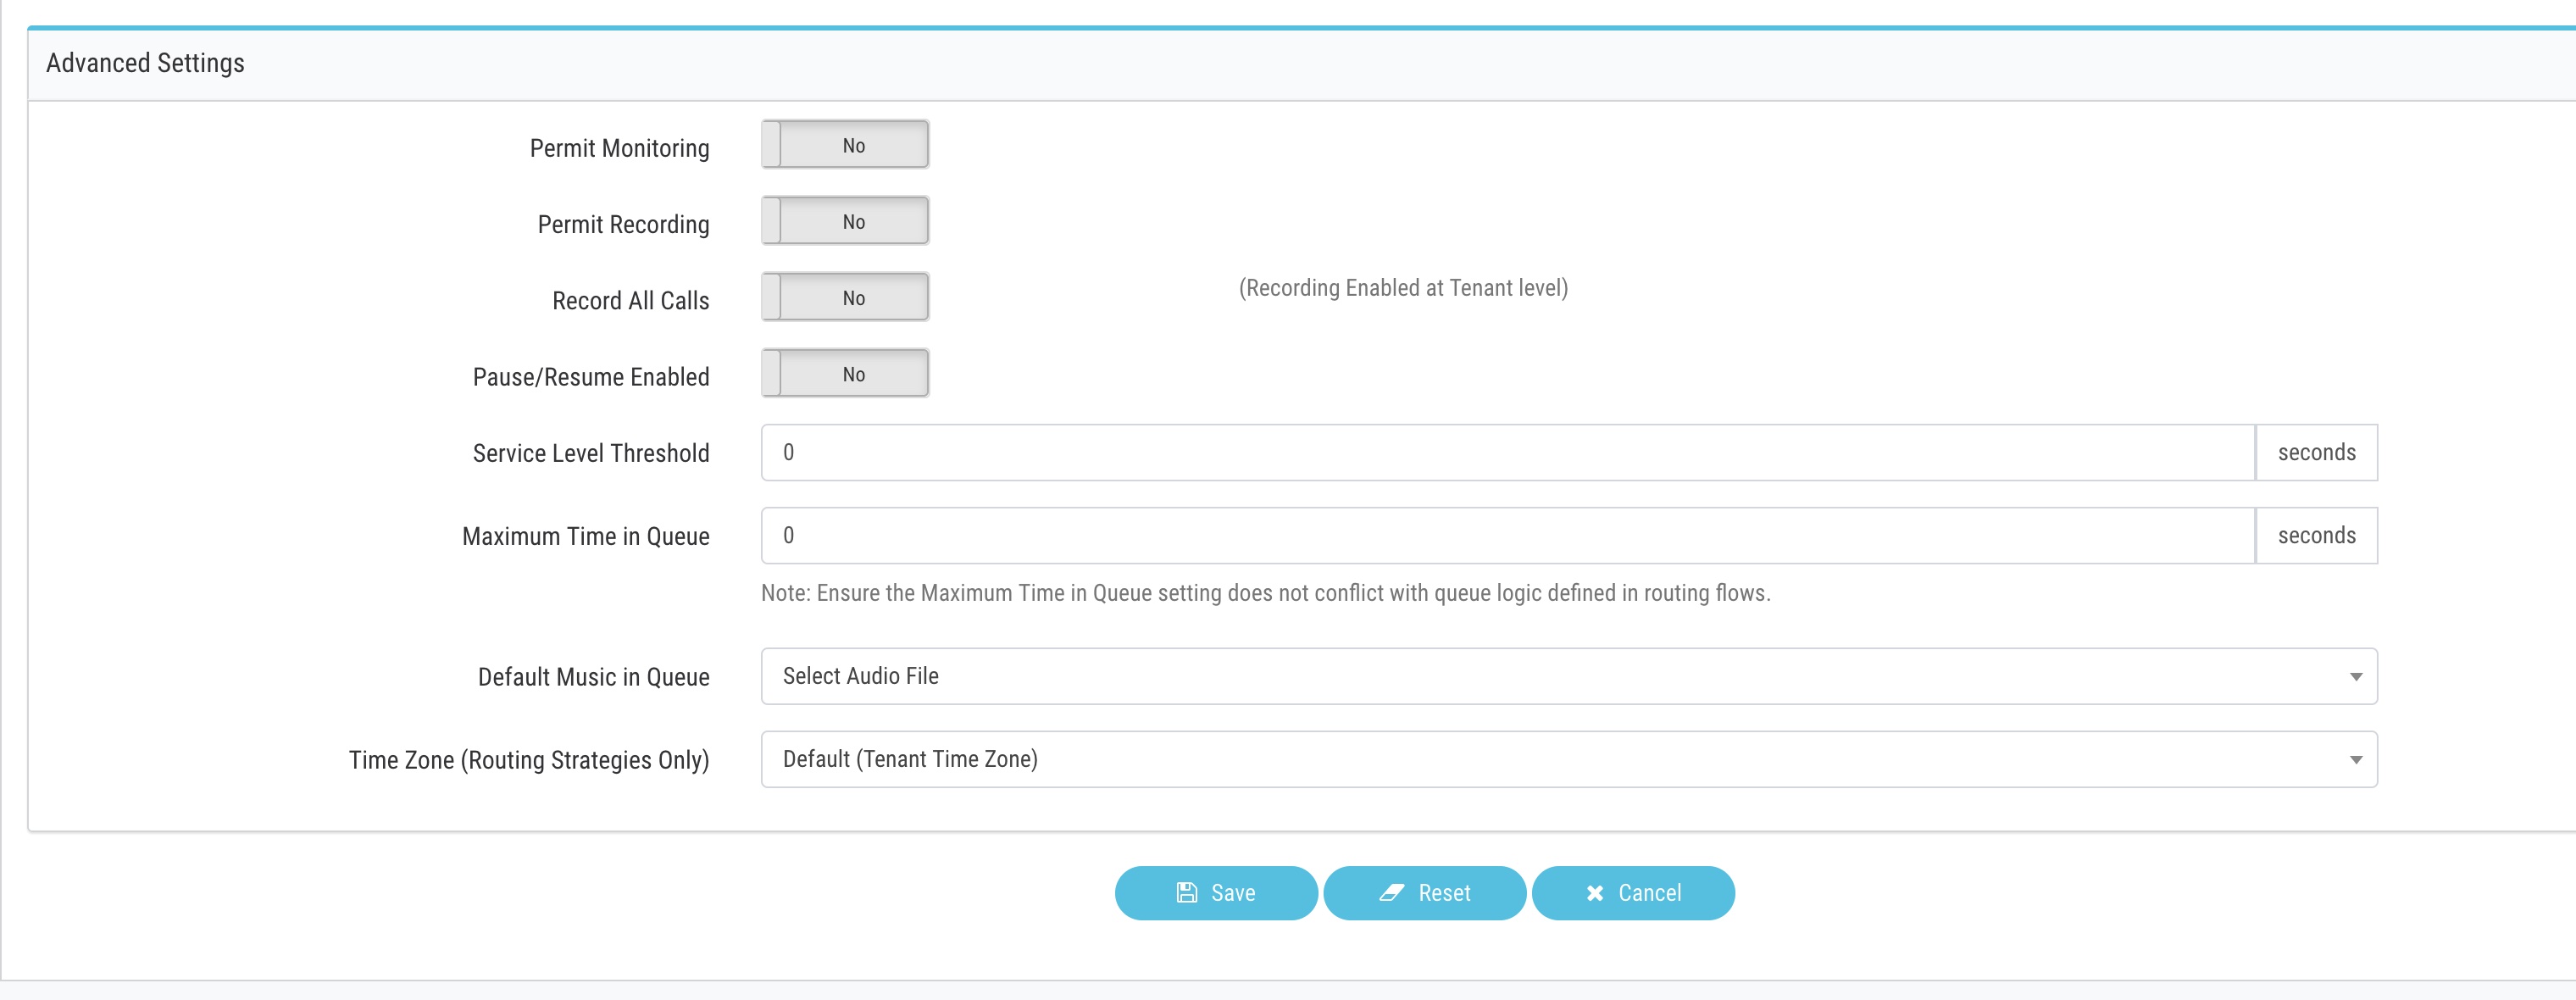 Advanced Settings
Permit Monitoring No
Permit Recording No
Record All Calls No (Recording Enabled at Tenant level)
Pause/Resume Enabled No
Service Level Threshold 0 seconds
Maximum Time in Queue 0 seconds
Note: Ensure the Maximum Time in Queue setting does not conflict with queue logic defined in routing flows.
Default Music in Queue Select Audio File
Time Zone (Routing Strategies Only) Default (Tenant Time Zone)
Save Reset Cancel